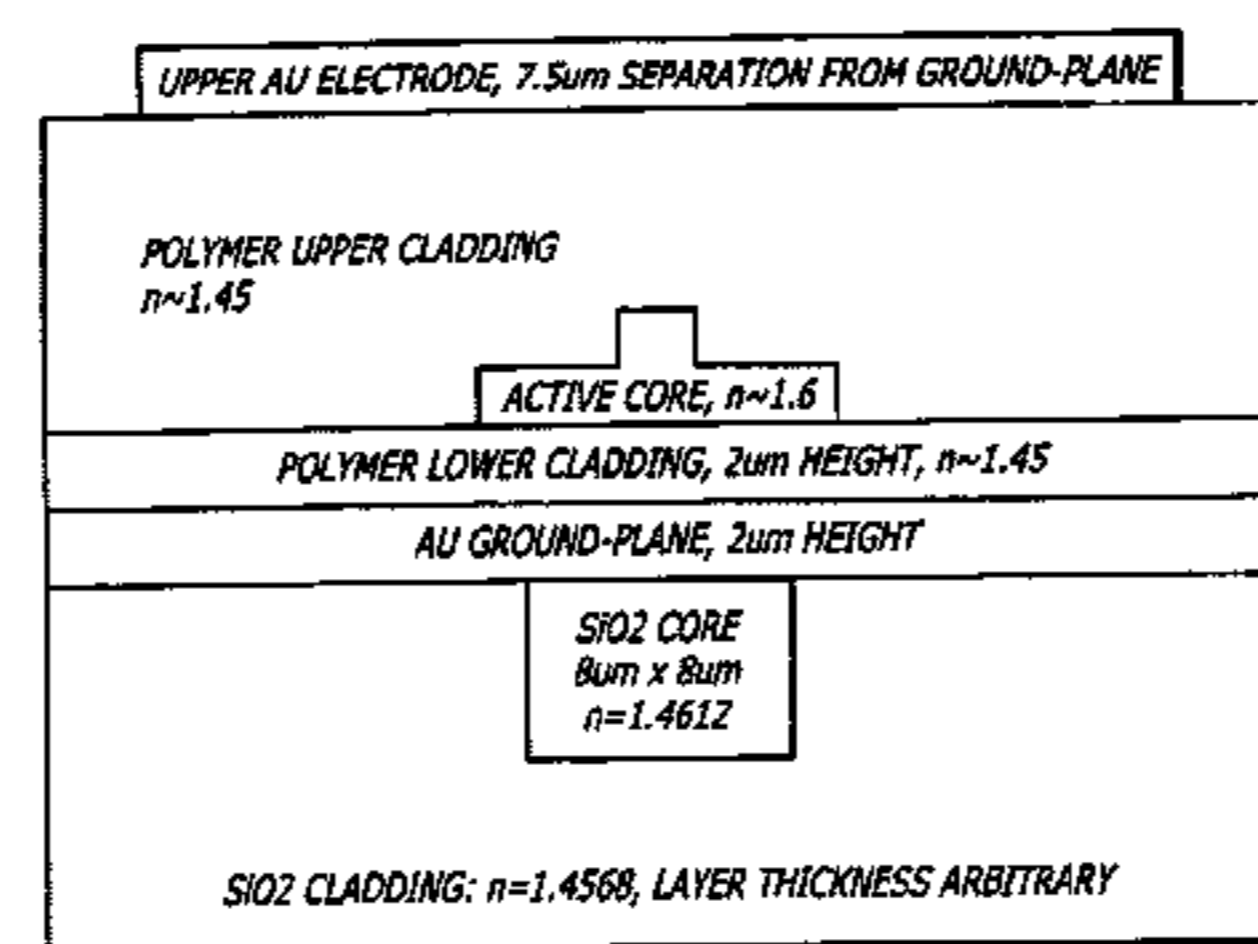 UPPER AU ELECTRODE, 7.5um SEPARATION FROM GROUND-PLANE
POLYMER UPPER CLADDING
n~1.45
ACTIVE CORE, n~1.6
POLYMER LOWER CLADDING, 2um HEIGHT, n~1.45
AU GROUND-PLANE, 2um HEIGHT
SiO2 CORE
8um x 8um
n=1.4612
SiO2 CLADDING: n=1.4568, LAYER THICKNESS ARBITRARY